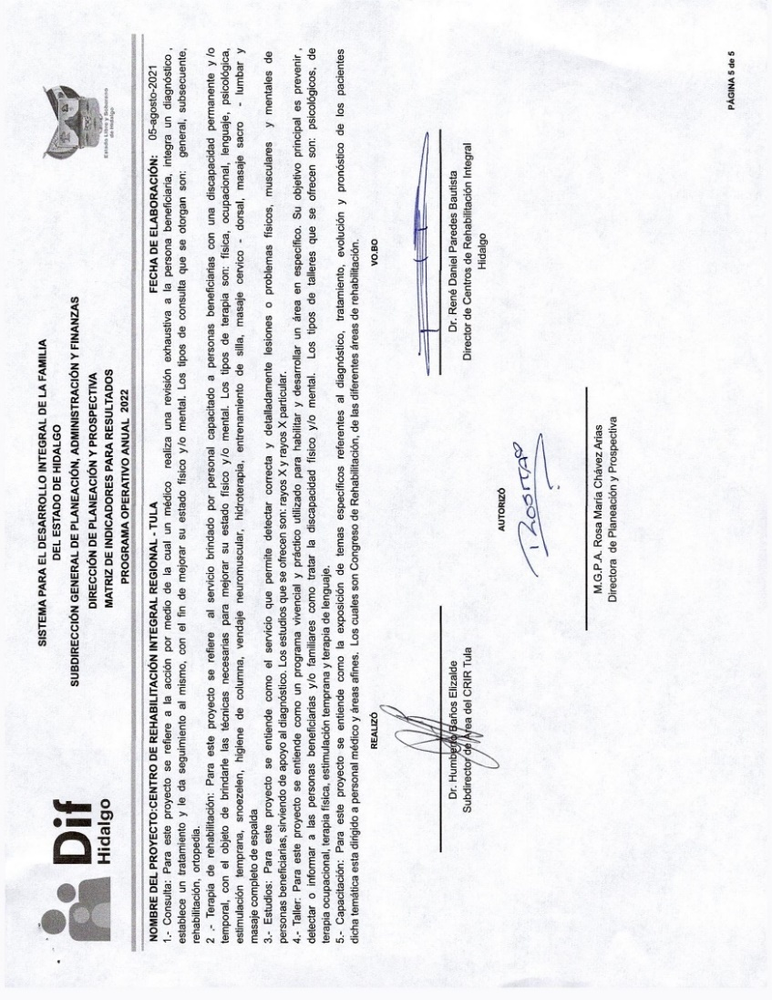 Dif
Hidalgo
SISTEMA PARA EL DESARROLLO INTEGRAL DE LA FAMILIA
DEL ESTADO DE HIDALGO
SUBDIRECCIÓN GENERAL DE PLANEACIÓN, ADMINISTRACIÓN Y FINANZAS
DIRECCIÓN DE PLANEACIÓN Y PROSPECTIVA
MATRIZ DE INDICADORES PARA RESULTADOS
PROGRAMA OPERATIVO ANUAL 2022
Estado Libre y Soberano
de Hidalgo
NOMBRE DEL PROYECTO:CENTRO DE REHABILITACIÓN INTEGRAL REGIONAL - TULA FECHA DE ELABORACIÓN: 05-agosto-2021
1.- Consulta: Para este proyecto se refiere a la acción por medio de la cual un médico realiza una revisión exhaustiva a la persona beneficiaria, integra un diagnóstico ,
establece un tratamiento y le da seguimiento al mismo, con el fin de mejorar su estado físico y/o mental. Los tipos de consulta que se otorgan son: general, subsecuente,
rehabilitación, ortopedia.
2 .- Terapia de rehabilitación: Para este proyecto se refiere al servicio brindado por personal capacitado a personas beneficiarias con una discapacidad permanente y /o
temporal, con el objeto de brindarle las técnicas necesarias para mejorar su estado físico y/o mental. Los tipos de terapia son: física, ocupacional, lenguaje, psicológica,
estimulación temprana, snoezelen, higiene de columna, vendaje neuromuscular, hidroterapia, entrenamiento de silla, masaje cervico - dorsal, masaje sacro - lumbar y
masaje completo de espalda
3.- Estudios: Para este proyecto se entiende como el servicio que permite detectar correcta y detalladamente lesiones o problemas físicos, musculares y mentales de
personas beneficiarias, sirviendo de apoyo al diagnóstico. Los estudios que se ofrecen son: rayos X y rayos X particular.
4.- Taller: Para este proyecto se entiende como un programa vivencial y práctico utilizado para habilitar y desarrollar un área en específico. Su objetivo principal es prevenir ,
detectar o informar a las personas beneficiarias y/o familiares como tratar la discapacidad físico y/o mental. Los tipos de talleres que se ofrecen son: psicológicos, de
terapia ocupacional, terapia física, estimulación temprana y terapia de lenguaje.
5.- Capacitación: Para este proyecto se entiende como la exposición de temas específicos referentes al diagnóstico, tratamiento, evolución y pronóstico de los pacientes
dicha temática esta dirigido a personal médico y áreas afines. Los cuales son Congreso de Rehabilitación, de las diferentes áreas de rehabilitación.
REALIZÓ
Dr. Humberto Baños Elizalde
Subdirector de Área del CRIR Tula
VO.BO
Dr. René Daniel Paredes Bautista
Director de Centros de Rehabilitación Integral
Hidalgo
AUTORIZÓ
ROSITA
M.G.P.A. Rosa María Chávez Arias
Directora de Planeación y Prospectiva
PÁGINA 5 de 5